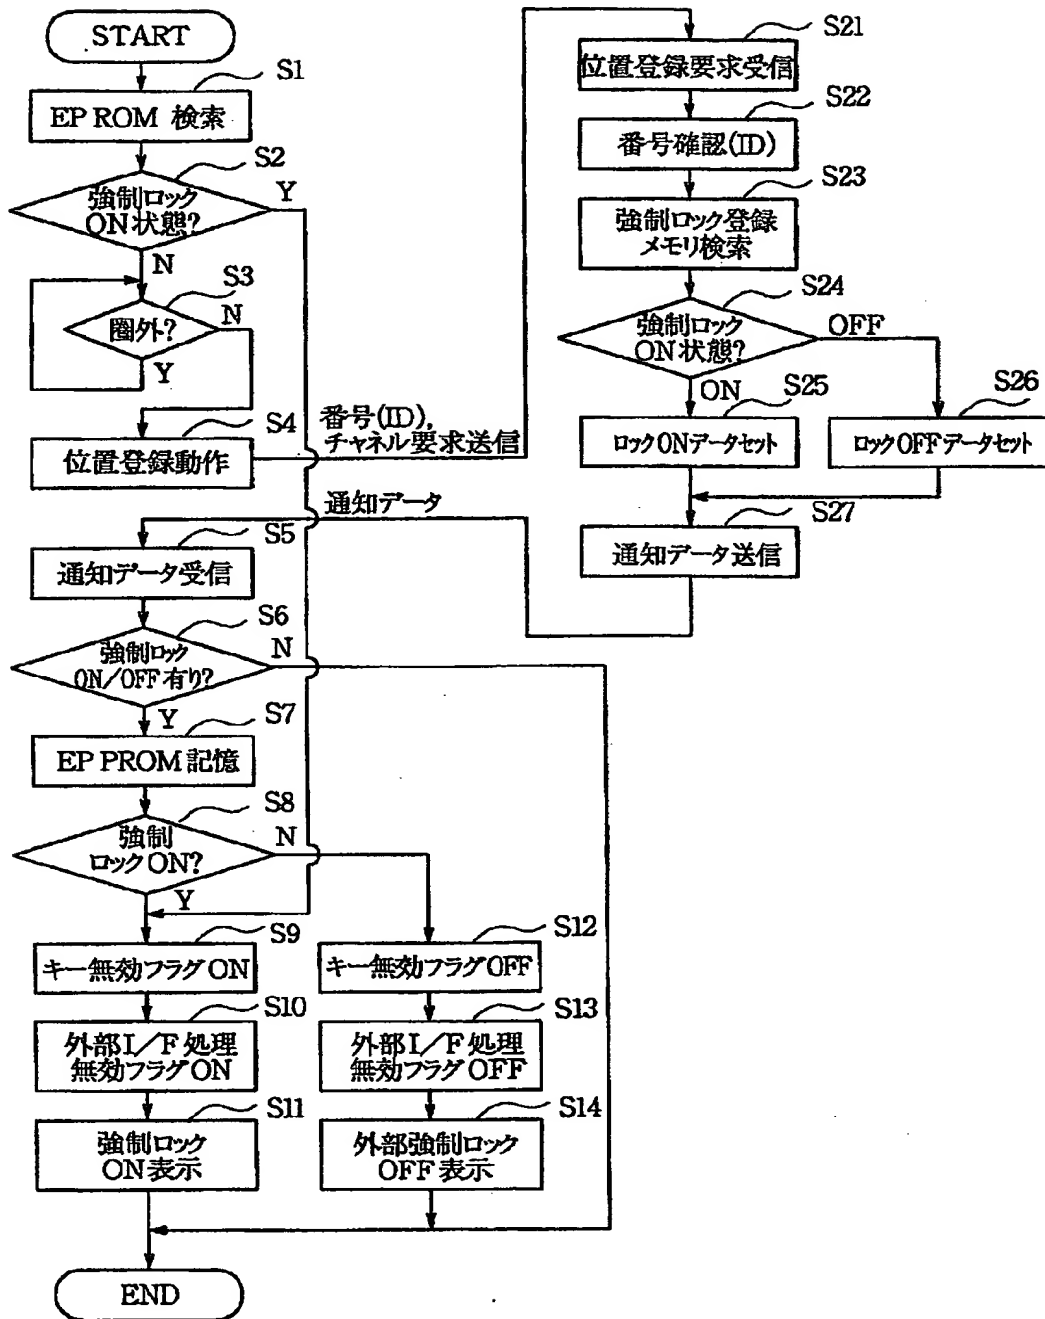 START
S1
EP ROM 検索
S2
強制ロック
ON状態?
Y
N
S3
圏外?
N
Y
S4
位置登録動作
番号(ID),
チャネル要求送信
通知データ
S5
通知データ受信
S6
強制ロック
ON/OFF有り?
N
Y
S7
EP PROM記憶
S8
強制
ロックON?
N
Y
S9
キー無効フラグON
S10
外部I/F処理
無効フラグON
S11
強制ロック
ON表示
S12
キー無効フラグOFF
S13
外部I/F処理
無効フラグOFF
S14
外部強制ロック
OFF表示
END
S21
位置登録要求受信
S22
番号確認(ID)
S23
強制ロック登録
メモリ検索
S24
強制ロック
ON状態?
OFF
ON
S25
ロックONデータセット
S26
ロックOFFデータセット
S27
通知データ送信